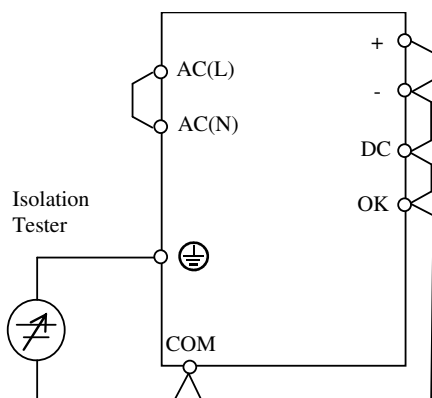 +
AC(L)
-
AC(N)
DC
Isolation
Tester
OK
COM